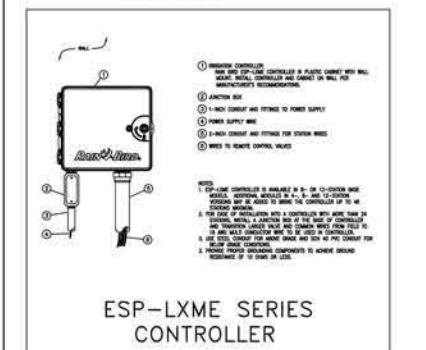 WALL
1
1 IRRIGATION CONTROLLER:
RAIN BIRD ESP-LXME CONTROLLER IN PLASTIC CABINET WITH WALL
MOUNT. INSTALL CONTROLLER AND CABINET ON WALL PER
MANUFACTURER'S RECOMMENDATIONS.
2 JUNCTION BOX
3 1-INCH CONDUIT AND FITTINGS TO POWER SUPPLY
4 POWER SUPPLY WIRE
5 2-INCH CONDUIT AND FITTINGS FOR STATION WIRES
6 WIRES TO REMOTE CONTROL VALVES
RAIN BIRD
2
3
4
5
6
NOTES:
1. ESP-LXME CONTROLLER IS AVAILABLE IN 8- OR 12-STATION BASE
MODELS. ADDITIONAL MODULES IN 4-, 8- AND 12-STATION
VERSIONS MAY BE ADDED TO BRING THE CONTROLLER UP TO 48
STATIONS MAXIMUM.
2. FOR EASE OF INSTALLATION INTO A CONTROLLER WITH MORE THAN 24
STATIONS, INSTALL A JUNCTION BOX AT THE BASE OF CONTROLLER
AND TRANSITION LARGER VALVE AND COMMON WIRES FROM FIELD TO
18 AWG MULTI CONDUCTOR WIRE TO BE USED IN CONTROLLER.
3. USE STEEL CONDUIT FOR ABOVE GRADE AND SCH 40 PVC CONDUIT FOR
BELOW GRADE CONDITIONS.
3. PROVIDE PROPER GROUNDING COMPONENTS TO ACHIEVE GROUND
RESISTANCE OF 10 OHMS OR LESS.
ESP-LXME SERIES
CONTROLLER